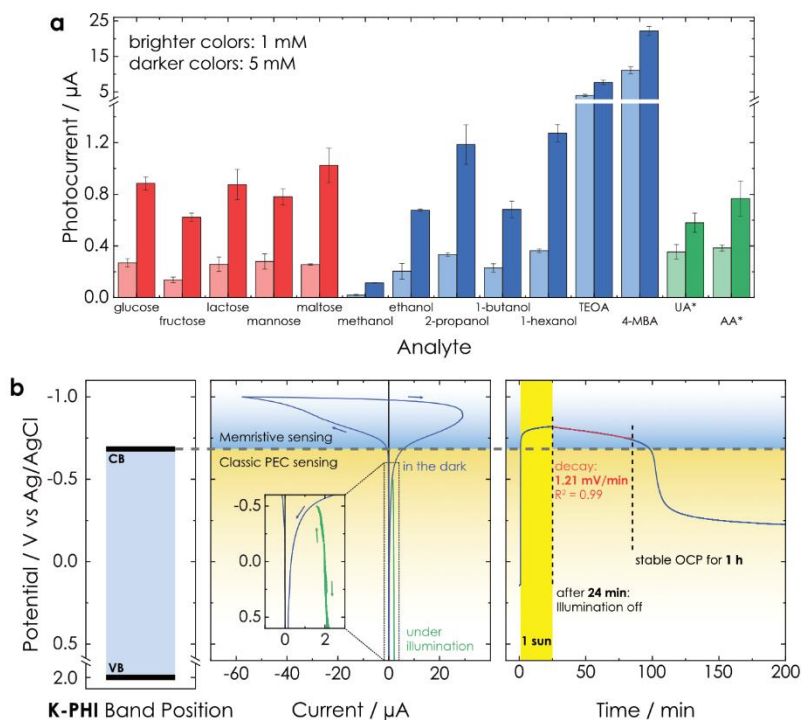 a
brighter colors: 1 mM
darker colors: 5 mM
Photocurrent / µA
25
15
5
1.2
0.8
0.4
0.0
glucose
fructose
lactose
mannose
maltose
methanol
ethanol
2-propanol
1-butanol
1-hexanol
TEOA
4-MBA
UA*
AA*
Analyte
b
Potential / V vs Ag/AgCl
-1.0
-0.5
0.0
0.5
2.0
CB
VB
K-PHI Band Position
Memristive sensing
Classic PEC sensing
in the dark
-0.5
0.0
0.5
0
2
under
illumination
-60
-40
-20
0
20
Current / µA
decay:
1.21 mV/min
R² = 0.99
stable OCP for 1 h
after 24 min:
Illumination off
1 sun
0
50
100
150
200
Time / min